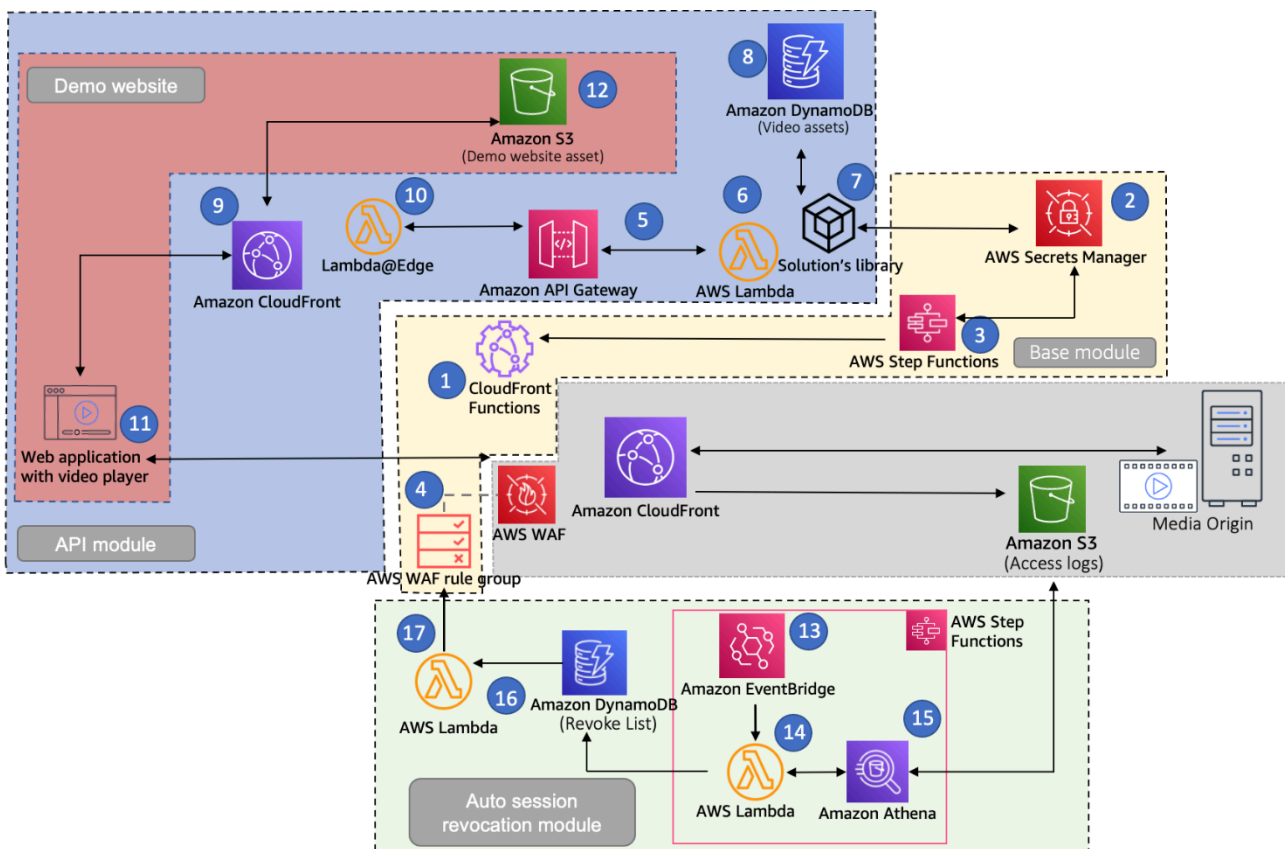 Demo website
12
Amazon S3
(Demo website asset)
8
Amazon DynamoDB
(Video assets)
9
Amazon CloudFront
10
Lambda@Edge
Amazon API Gateway
5
6
AWS Lambda
7
Solution's library
2
AWS Secrets Manager
3
AWS Step Functions
Base module
1
CloudFront
Functions
11
Web application
with video player
API module
4
AWS WAF rule group
AWS WAF
Amazon CloudFront
Amazon S3
(Access logs)
Media Origin
17
AWS Lambda
16
Amazon DynamoDB
(Revoke List)
13
Amazon EventBridge
AWS Step
Functions
14
AWS Lambda
15
Amazon Athena
Auto session
revocation module